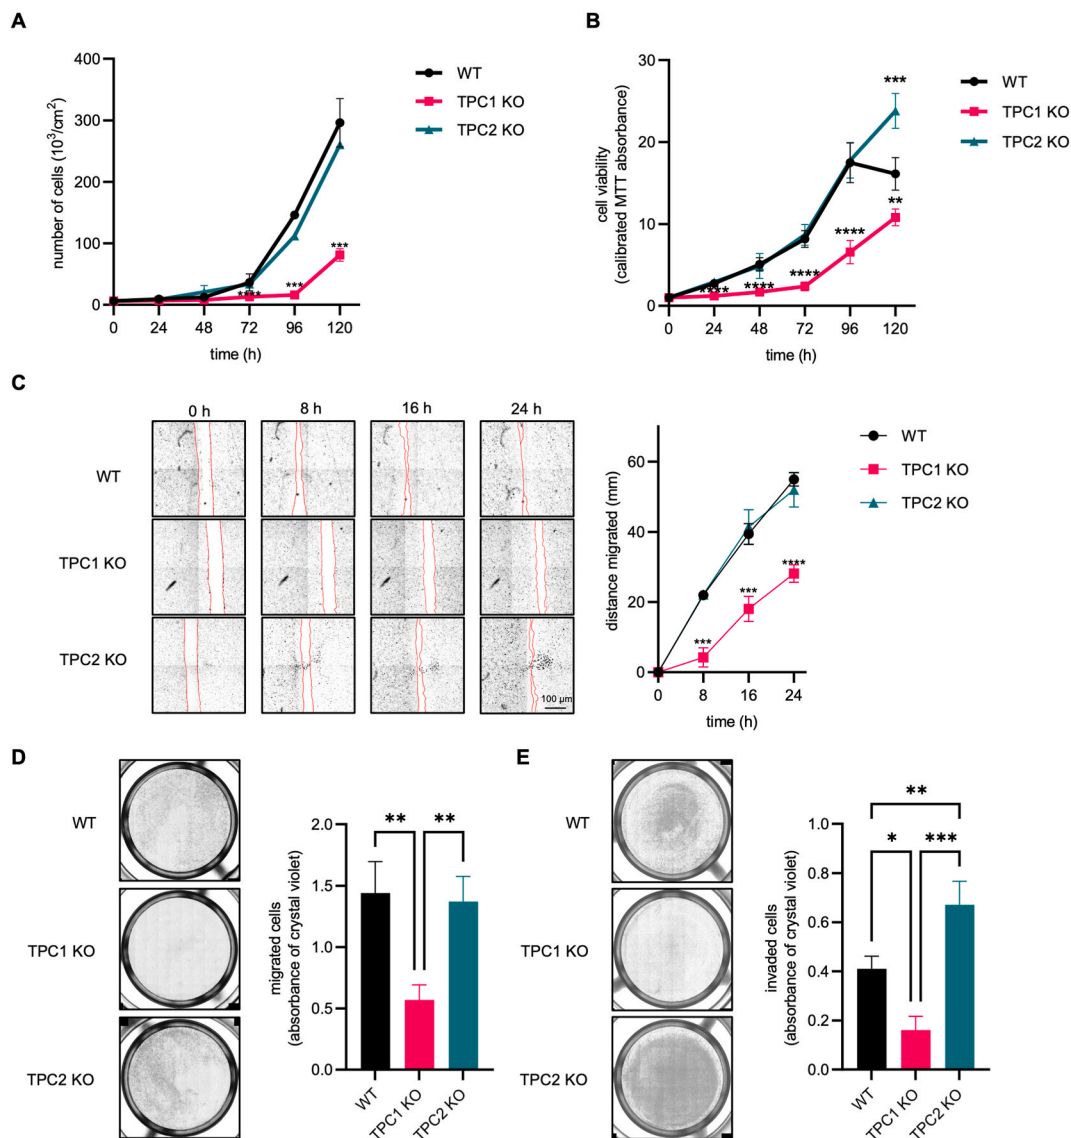 A
number of cells (10³/cm²)
400
300
200
100
0
0 24 48 72 96 120
time (h)
WT
TPC1 KO
TPC2 KO
****
***
***
B
cell viability
(calibrated MTT absorbance)
30
20
10
0
0 24 48 72 96 120
time (h)
WT
TPC1 KO
TPC2 KO
****
****
****
****
**
***
C
0 h 8 h 16 h 24 h
WT
TPC1 KO
TPC2 KO
100 µm
distance migrated (mm)
60
40
20
0
0 8 16 24
time (h)
WT
TPC1 KO
TPC2 KO
***
***
****
D
WT
TPC1 KO
TPC2 KO
migrated cells
(absorbance of crystal violet)
2.0
1.5
1.0
0.5
0.0
** **
WT TPC1 KO TPC2 KO
E
WT
TPC1 KO
TPC2 KO
invaded cells
(absorbance of crystal violet)
1.0
0.8
0.6
0.4
0.2
0.0
**
* ***
WT TPC1 KO TPC2 KO